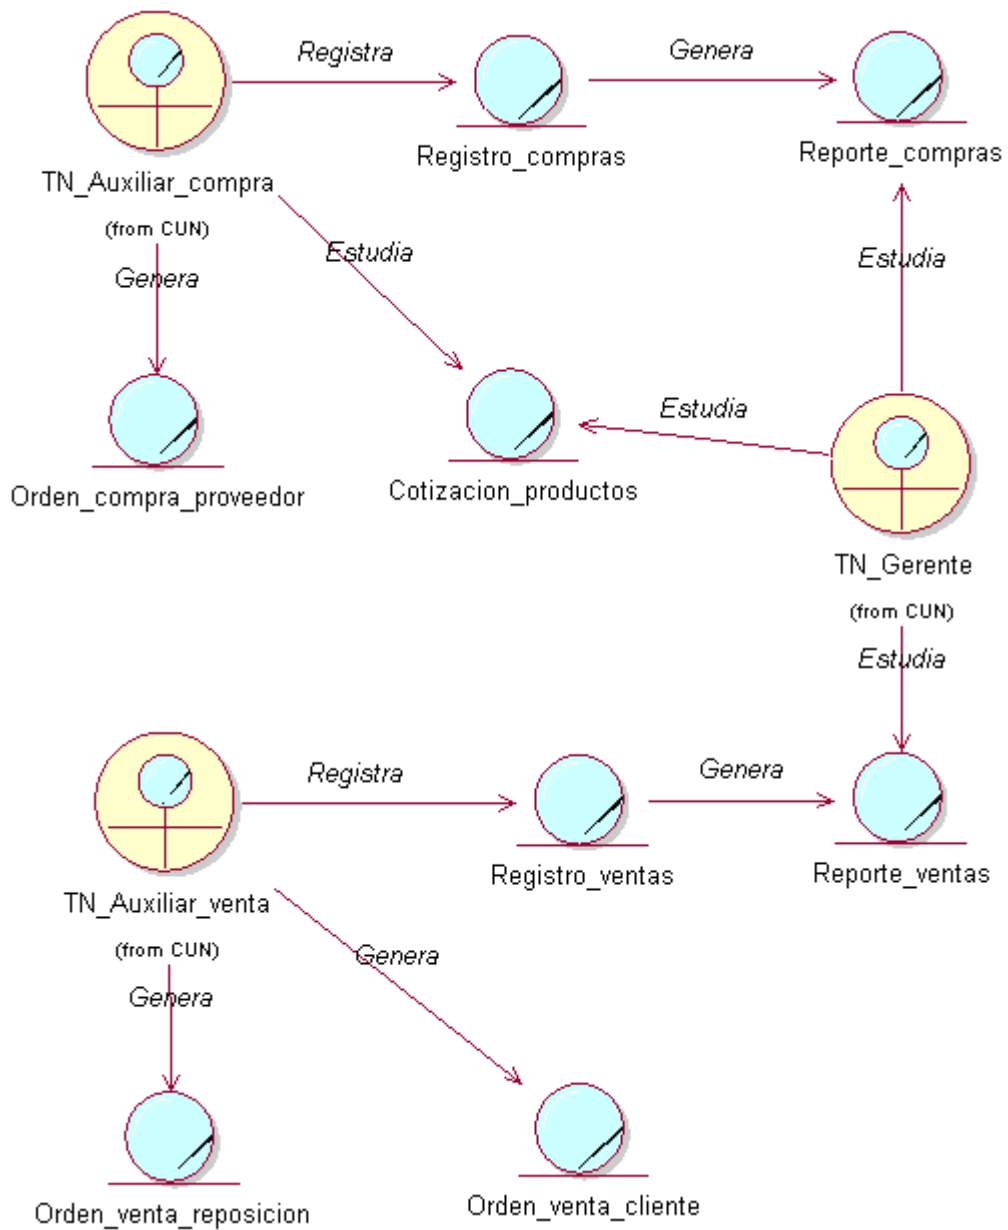 Registra
Genera
Registro_compras
Reporte_compras
TN_Auxiliar_compra
(from CUN)
Estudia
Estudia
Genera
Estudia
Orden_compra_proveedor
Cotizacion_productos
TN_Gerente
(from CUN)
Estudia
Registra
Genera
Registro_ventas
Reporte_ventas
TN_Auxiliar_venta
(from CUN)
Genera
Genera
Orden_venta_reposicion
Orden_venta_cliente